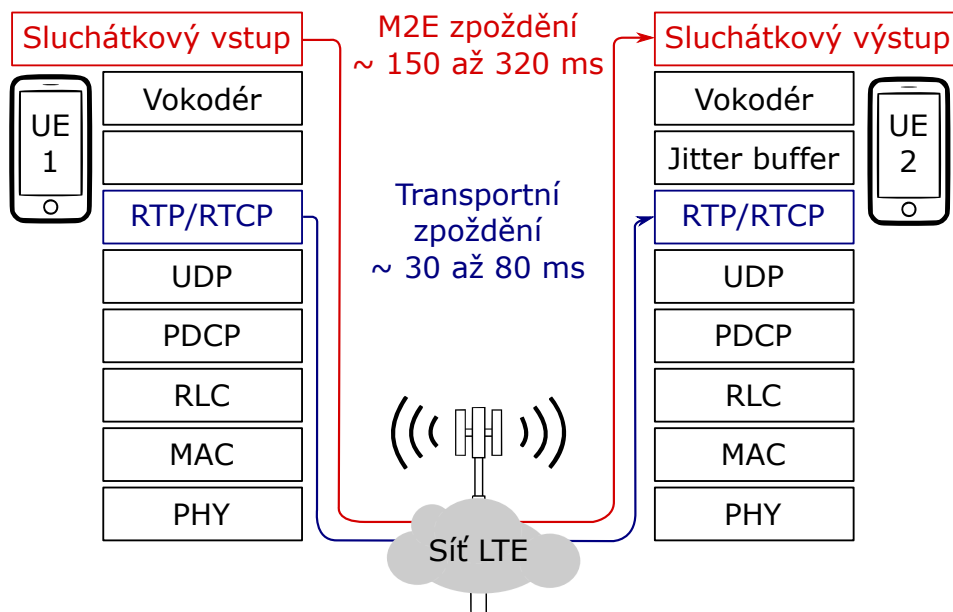 Sluchátkový vstup
M2E zpoždění
~ 150 až 320 ms
Sluchátkový výstup
UE
1
Vokodér
RTP/RTCP
UDP
PDCP
RLC
MAC
PHY
Transportní
zpoždění
~ 30 až 80 ms
Síť LTE
Vokodér
Jitter buffer
RTP/RTCP
UDP
PDCP
RLC
MAC
PHY
UE
2